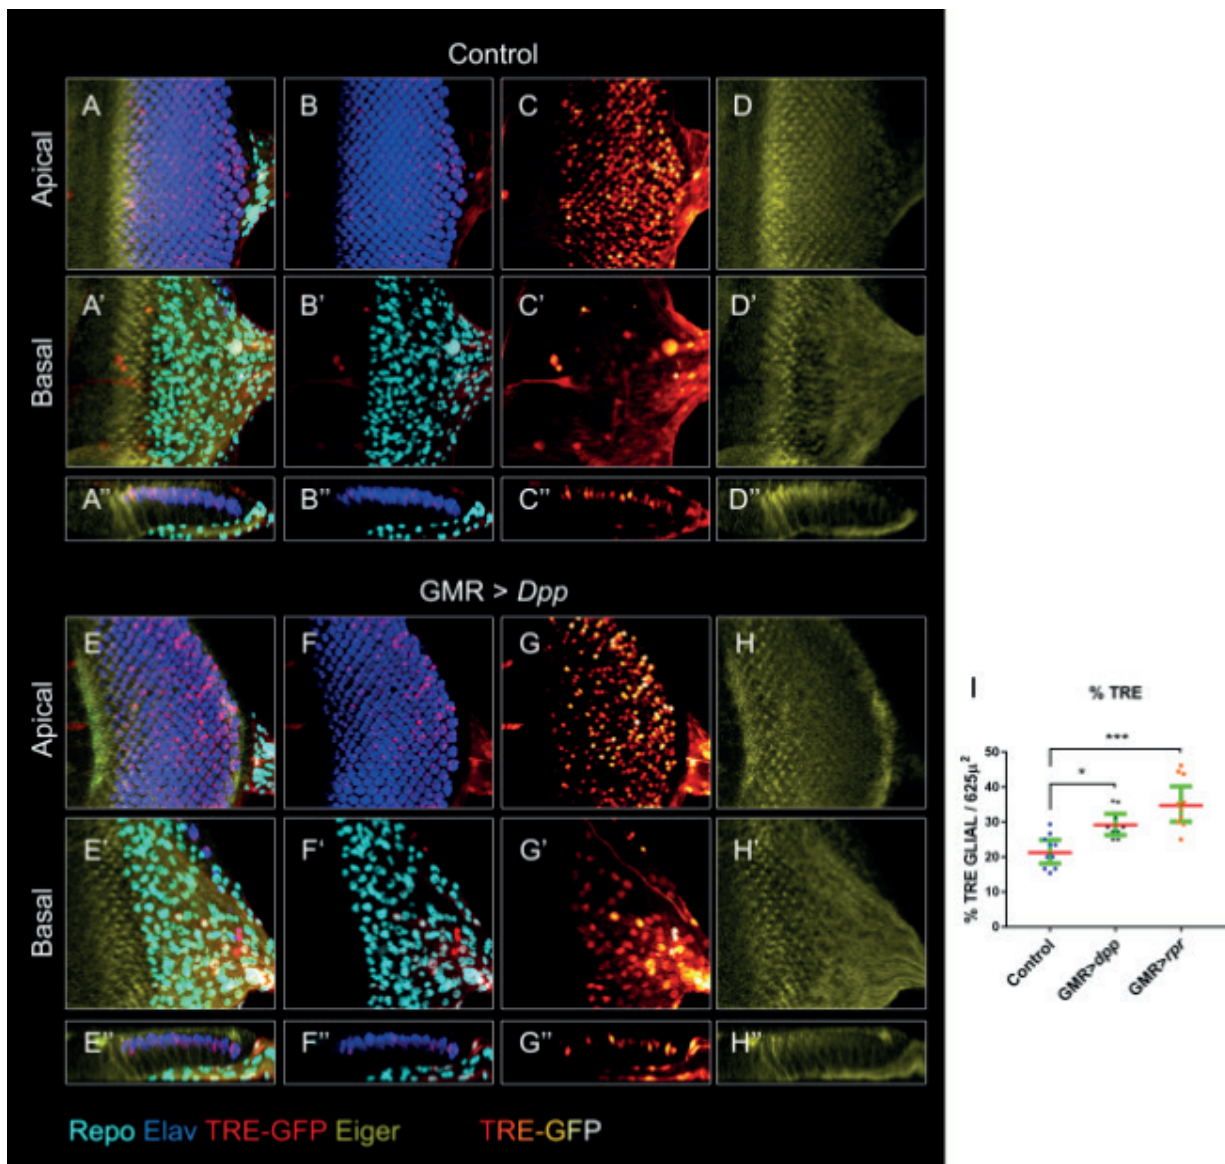 Control
Apical
A
B
C
D
Basal
A'
B'
C'
D'
A"
B"
C"
D"
GMR > Dpp
Apical
E
F
G
H
Basal
E'
F'
G'
H'
E"
F"
G"
H"
Repo Elav TRE-GFP Eiger TRE-GFP
I
% TRE
% TRE GLIAL / 625µ²
50
40
30
20
10
0
***
*
Control
GMR>dpp
GMR>rpr